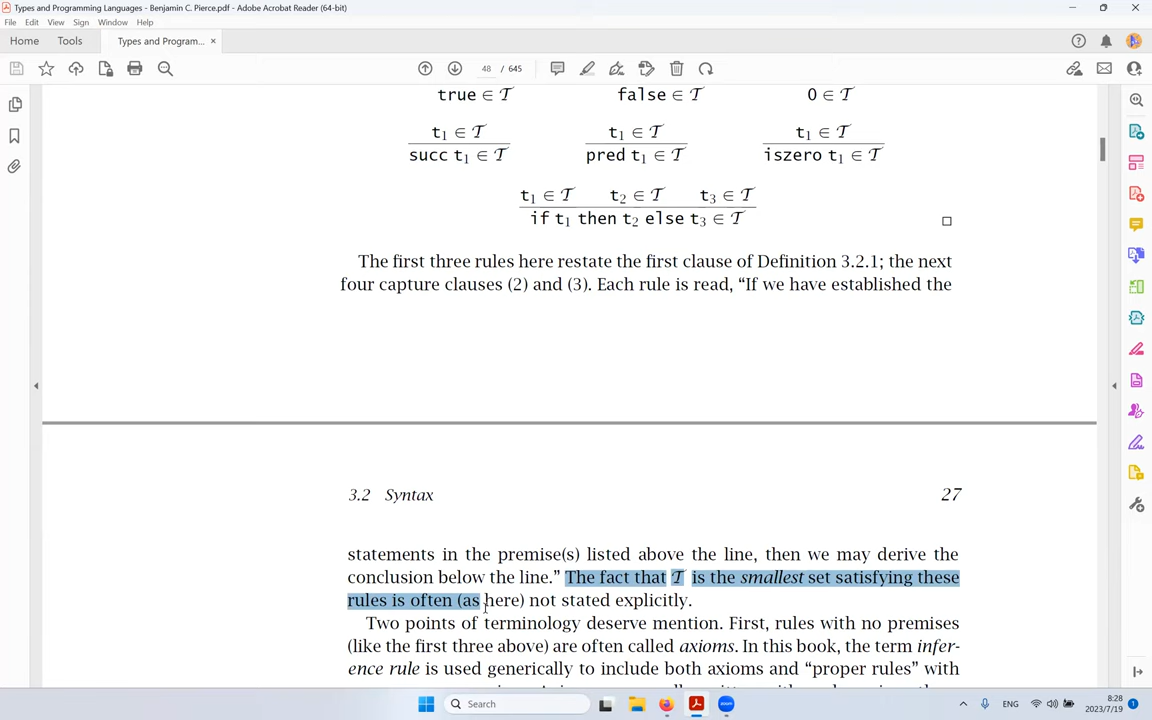 Types and Programming Languages - Benjamin C. Pierce.pdf - Adobe Acrobat Reader (64-bit)
File Edit View Sign Window Help
Home Tools Types and Program... ×
48 / 645
true ∈ 𝒯 false ∈ 𝒯 0 ∈ 𝒯
t₁ ∈ 𝒯 t₁ ∈ 𝒯 t₁ ∈ 𝒯
succ t₁ ∈ 𝒯 pred t₁ ∈ 𝒯 iszero t₁ ∈ 𝒯
t₁ ∈ 𝒯 t₂ ∈ 𝒯 t₃ ∈ 𝒯
if t₁ then t₂ else t₃ ∈ 𝒯 □
The first three rules here restate the first clause of Definition 3.2.1; the next
four capture clauses (2) and (3). Each rule is read, “If we have established the
3.2 Syntax 27
statements in the premise(s) listed above the line, then we may derive the
conclusion below the line.” The fact that 𝒯 is the smallest set satisfying these
rules is often (as here) not stated explicitly.
Two points of terminology deserve mention. First, rules with no premises
(like the first three above) are often called axioms. In this book, the term infer-
ence rule is used generically to include both axioms and “proper rules” with
Search
ENG
8:28
2023/7/19